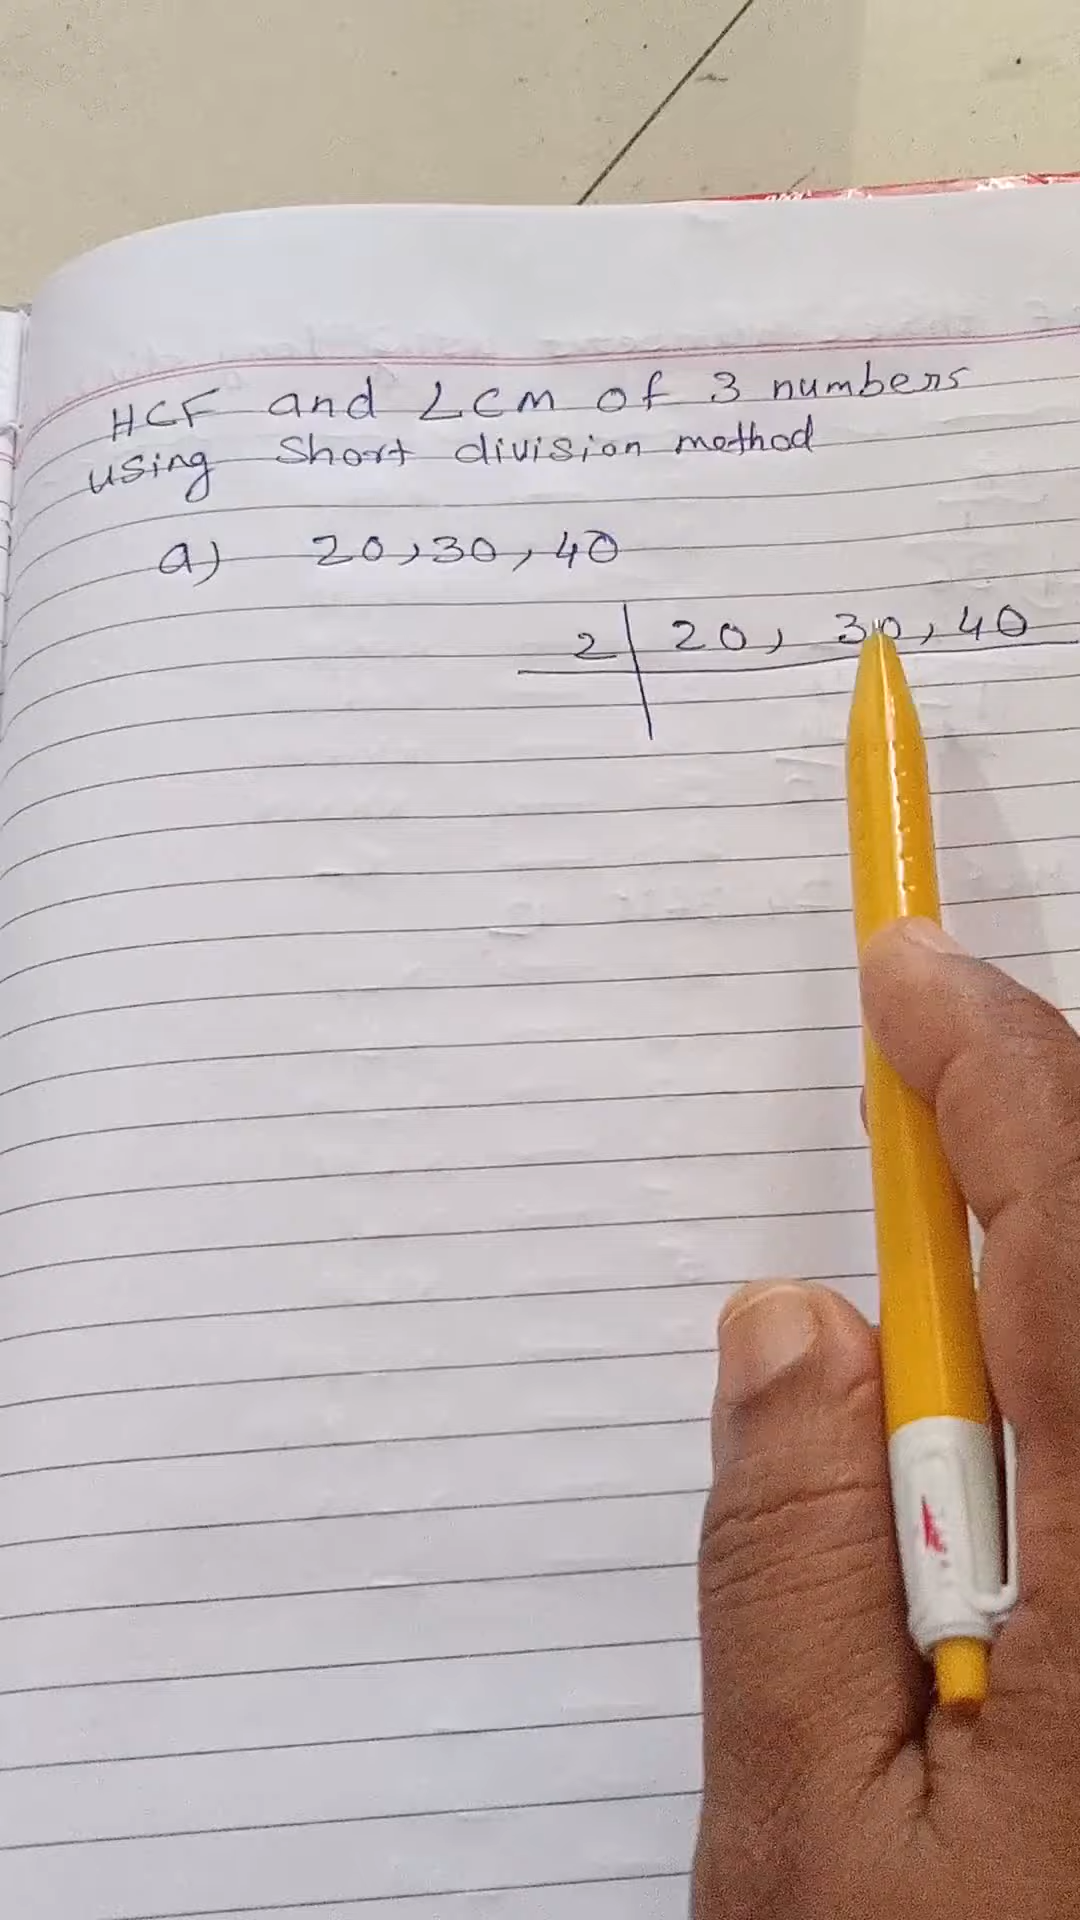 HCF and LCM of 3 numbers
using Short division method
a) 20,30,40
2 | 20, 30, 40